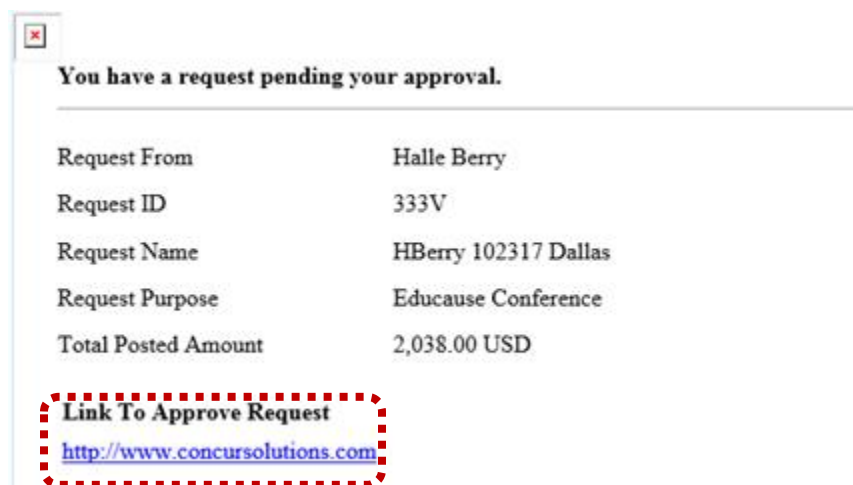 You have a request pending your approval.
Request From Halle Berry
Request ID 333V
Request Name HBerry 102317 Dallas
Request Purpose Educause Conference
Total Posted Amount 2,038.00 USD
Link To Approve Request
http://www.concursolutions.com